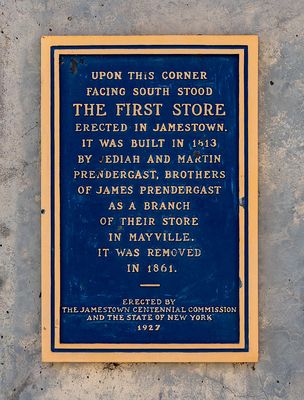 UPON THIS CORNER
FACING SOUTH STOOD
THE FIRST STORE
ERECTED IN JAMESTOWN.
IT WAS BUILT IN 1813
BY JEDIAH AND MARTIN
PRENDERGAST, BROTHERS
OF JAMES PRENDERGAST
AS A BRANCH
OF THEIR STORE
IN MAYVILLE.
IT WAS REMOVED
IN 1861.
ERECTED BY
THE JAMESTOWN CENTENNIAL COMMISSION
AND THE STATE OF NEW YORK
1927